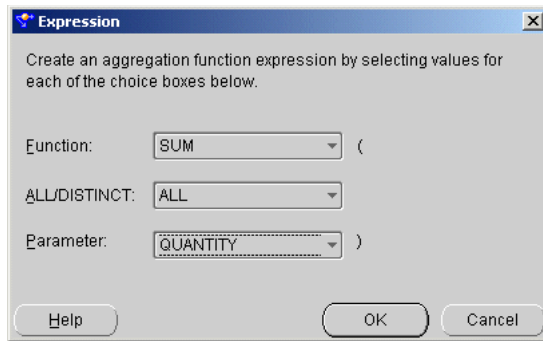 Expression
Create an aggregation function expression by selecting values for
each of the choice boxes below.
Function: SUM (
ALL/DISTINCT: ALL
Parameter: QUANTITY )
Help OK Cancel